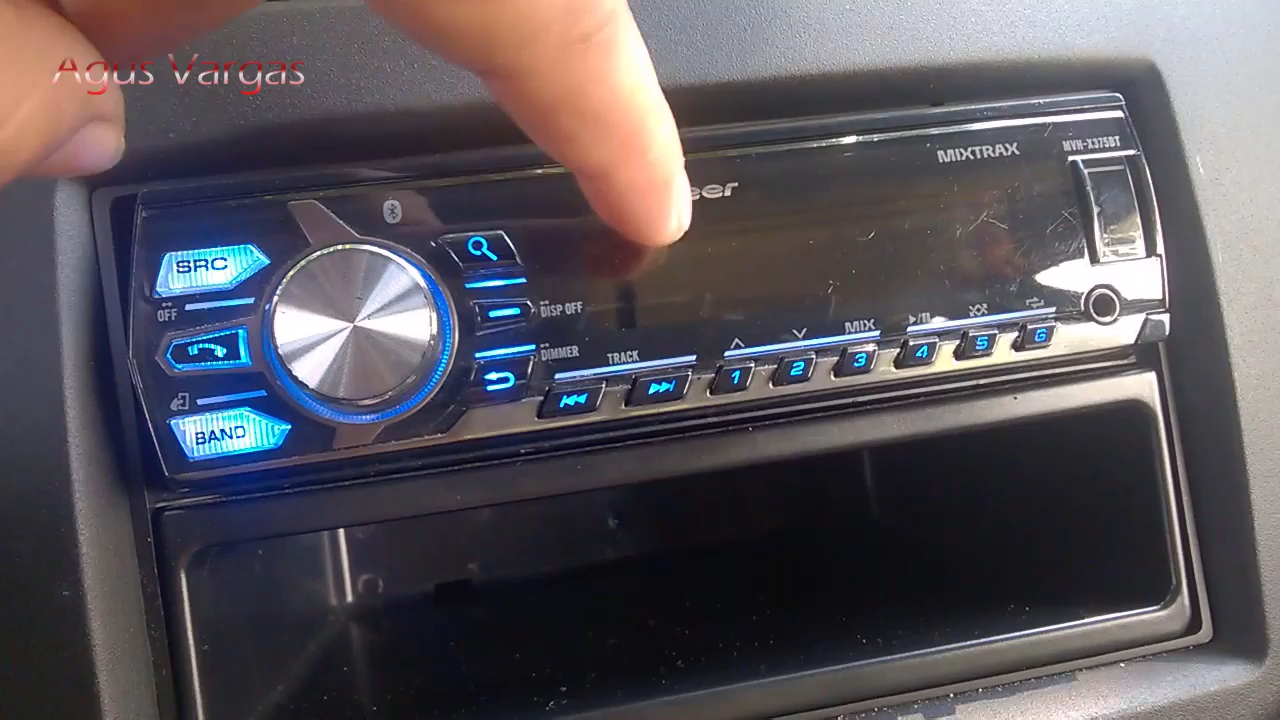 Agus Vargas
MIXTRAX
MVH-X375BT
eer
SRC
OFF
DISP OFF
DIMMER
TRACK
MIX
BAND
1
2
3
4
5
6